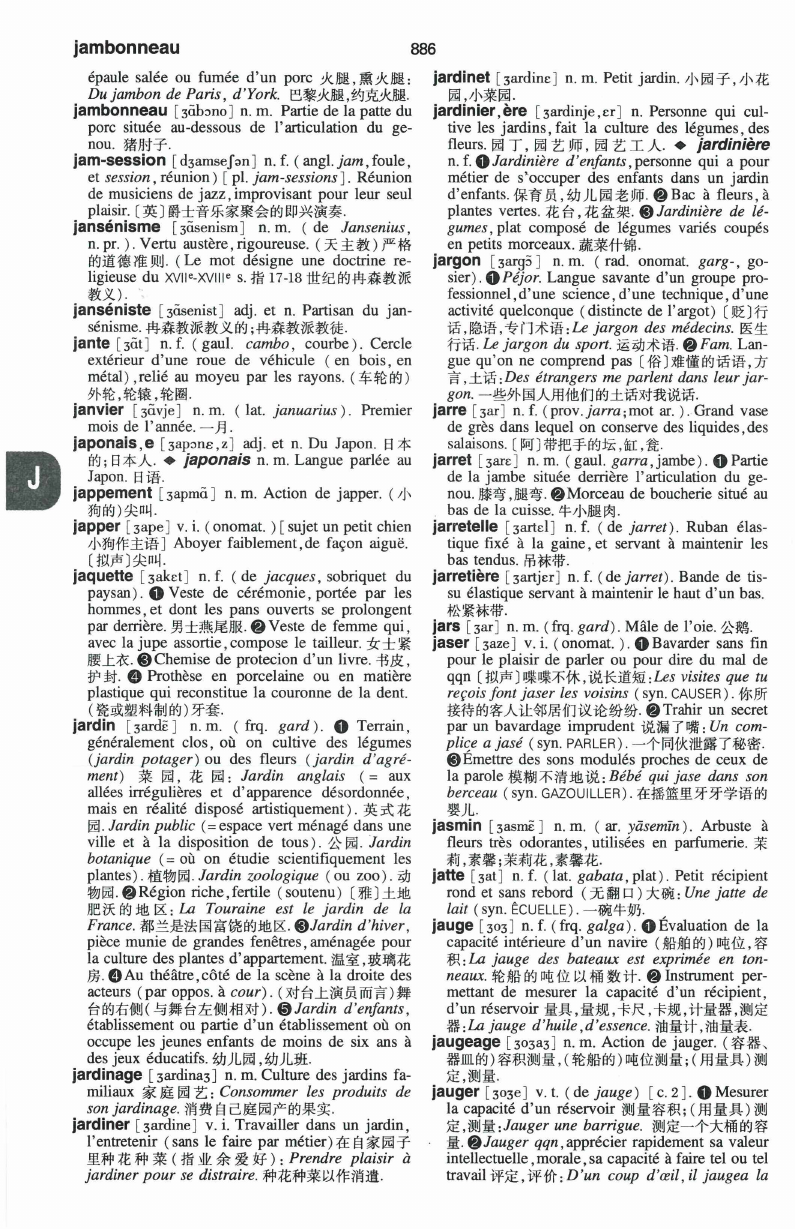 jambonneau
886
épaule salée ou fumée d'un porc 火腿,熏火腿:
Du jambon de Paris, d'York. 巴黎火腿,约克火腿.
jambonneau [ʒɑ̃bɔno] n. m. Partie de la patte du
porc située au-dessous de l'articulation du ge-
nou. 猪肘子.
jam-session [dʒamseʃən] n. f. (angl. jam, foule,
et session, réunion) [pl. jam-sessions]. Réunion
de musiciens de jazz, improvisant pour leur seul
plaisir. [英]爵士音乐家聚会的即兴演奏.
jansénisme [ʒɑ̃senism] n. m. (de Jansenius,
n. pr.). Vertu austère, rigoureuse. (天主教)严格
的道德准则. (Le mot désigne une doctrine re-
ligieuse du XVIIe-XVIIIe s. 指 17-18 世纪的冉森教派
教义).
janséniste [ʒɑ̃senist] adj. et n. Partisan du jan-
sénisme. 冉森教派教义的;冉森教派教徒.
jante [ʒɑ̃t] n. f. (gaul. cambo, courbe). Cercle
extérieur d'une roue de véhicule (en bois, en
métal), relié au moyeu par les rayons. (车轮的)
外轮,轮辕,轮圈.
janvier [ʒɑ̃vje] n. m. (lat. januarius). Premier
mois de l'année. 一月.
japonais,e [ʒapɔnɛ,z] adj. et n. Du Japon. 日本
的;日本人. ◆ japonais n. m. Langue parlée au
Japon. 日语.
J
jappement [ʒapmɑ̃] n. m. Action de japper. (小
狗的)尖叫.
japper [ʒape] v. i. (onomat.) [sujet un petit chien
小狗作主语] Aboyer faiblement, de façon aiguë.
[拟声]尖叫.
jaquette [ʒakɛt] n. f. (de jacques, sobriquet du
paysan). ❶ Veste de cérémonie, portée par les
hommes, et dont les pans ouverts se prolongent
par derrière. 男士燕尾服. ❷ Veste de femme qui,
avec la jupe assortie, compose le tailleur. 女士紧
腰上衣. ❸ Chemise de protecion d'un livre. 书皮,
护封. ❹ Prothèse en porcelaine ou en matière
plastique qui reconstitue la couronne de la dent.
(瓷或塑料制的)牙套.
jardin [ʒardɛ̃] n. m. (frq. gard). ❶ Terrain,
généralement clos, où on cultive des légumes
(jardin potager) ou des fleurs (jardin d'agré-
ment) 菜园, 花园: Jardin anglais (= aux
allées irrégulières et d'apparence désordonnée,
mais en réalité disposé artistiquement). 英式花
园. Jardin public (= espace vert ménagé dans une
ville et à la disposition de tous). 公园. Jardin
botanique (= où on étudie scientifiquement les
plantes). 植物园. Jardin zoologique (ou zoo). 动
物园. ❷ Région riche, fertile (soutenu) [雅]土地
肥沃的地区: La Touraine est le jardin de la
France. 都兰是法国富饶的地区. ❸ Jardin d'hiver,
pièce munie de grandes fenêtres, aménagée pour
la culture des plantes d'appartement. 温室,玻璃花
房. ❹ Au théâtre, côté de la scène à la droite des
acteurs (par oppos. à cour). (对台上演员而言)舞
台的右侧(与舞台左侧相对). ❺ Jardin d'enfants,
établissement ou partie d'un établissement où on
occupe les jeunes enfants de moins de six ans à
des jeux éducatifs. 幼儿园,幼儿班.
jardinage [ʒardinaʒ] n. m. Culture des jardins fa-
miliaux 家庭园艺: Consommer les produits de
son jardinage. 消费自己庭园产的果实.
jardiner [ʒardine] v. i. Travailler dans un jardin,
l'entretenir (sans le faire par métier) 在自家园子
里种花种菜(指业余爱好): Prendre plaisir à
jardiner pour se distraire. 种花种菜以作消遣.
jardinet [ʒardinɛ] n. m. Petit jardin. 小园子,小花
园,小菜园.
jardinier,ère [ʒardinje,ɛr] n. Personne qui cul-
tive les jardins, fait la culture des légumes, des
fleurs. 园丁, 园艺师, 园艺工人. ◆ jardinière
n. f. ❶ Jardinière d'enfants, personne qui a pour
métier de s'occuper des enfants dans un jardin
d'enfants. 保育员,幼儿园老师. ❷ Bac à fleurs, à
plantes vertes. 花台,花盆架. ❸ Jardinière de lé-
gumes, plat composé de légumes variés coupés
en petits morceaux. 蔬菜什锦.
jargon [ʒargɔ̃] n. m. (rad. onomat. garg-, go-
sier). ❶ Péjor. Langue savante d'un groupe pro-
fessionnel, d'une science, d'une technique, d'une
activité quelconque (distincte de l'argot) [贬]行
话,隐语,专门术语: Le jargon des médecins. 医生
行话. Le jargon du sport. 运动术语. ❷ Fam. Lan-
gue qu'on ne comprend pas [俗]难懂的话语,方
言,土话: Des étrangers me parlent dans leur jar-
gon. 一些外国人用他们的土话对我说话.
jarre [ʒar] n. f. (prov. jarra; mot ar.). Grand vase
de grès dans lequel on conserve des liquides, des
salaisons. [阿]带把手的坛,缸,瓮.
jarret [ʒarɛ] n. m. (gaul. garra, jambe). ❶ Partie
de la jambe située derrière l'articulation du ge-
nou. 膝弯,腿弯. ❷ Morceau de boucherie situé au
bas de la cuisse. 牛小腿肉.
jarretelle [ʒartɛl] n. f. (de jarret). Ruban élas-
tique fixé à la gaine, et servant à maintenir les
bas tendus. 吊袜带.
jarretière [ʒartjɛr] n. f. (de jarret). Bande de tis-
su élastique servant à maintenir le haut d'un bas.
松紧袜带.
jars [ʒar] n. m. (frq. gard). Mâle de l'oie. 公鹅.
jaser [ʒaze] v. i. (onomat.). ❶ Bavarder sans fin
pour le plaisir de parler ou pour dire du mal de
qqn [拟声]喋喋不休,说长道短: Les visites que tu
reçois font jaser les voisins (syn. CAUSER). 你所
接待的客人让邻居们议论纷纷. ❷ Trahir un secret
par un bavardage imprudent 说漏了嘴: Un com-
plice a jasé (syn. PARLER). 一个同伙泄露了秘密.
❸ Émettre des sons modulés proches de ceux de
la parole 模糊不清地说: Bébé qui jase dans son
berceau (syn. GAZOUILLER). 在摇篮里牙牙学语的
婴儿.
jasmin [ʒasmɛ̃] n. m. (ar. yāsemīn). Arbuste à
fleurs très odorantes, utilisées en parfumerie. 茉
莉,素馨;茉莉花,素馨花.
jatte [ʒat] n. f. (lat. gabata, plat). Petit récipient
rond et sans rebord (无翻口)大碗: Une jatte de
lait (syn. ÉCUELLE). 一碗牛奶.
jauge [ʒoʒ] n. f. (frq. galga). ❶ Évaluation de la
capacité intérieure d'un navire (船舶的)吨位,容
积: La jauge des bateaux est exprimée en ton-
neaux. 轮船的吨位以桶数计. ❷ Instrument per-
mettant de mesurer la capacité d'un récipient,
d'un réservoir 量具,量规,卡尺,卡规,计量器,测定
器: La jauge d'huile, d'essence. 油量计,油量表.
jaugeage [ʒoʒaʒ] n. m. Action de jauger. (容器、
器皿的)容积测量,(轮船的)吨位测量;(用量具)测
定,测量.
jauger [ʒoʒe] v. t. (de jauge) [c. 2]. ❶ Mesurer
la capacité d'un réservoir 测量容积;(用量具)测
定,测量: Jauger une barrigue. 测定一个大桶的容
量. ❷ Jauger qqn, apprécier rapidement sa valeur
intellectuelle, morale, sa capacité à faire tel ou tel
travail 评定,评价: D'un coup d'œil, il jaugea la